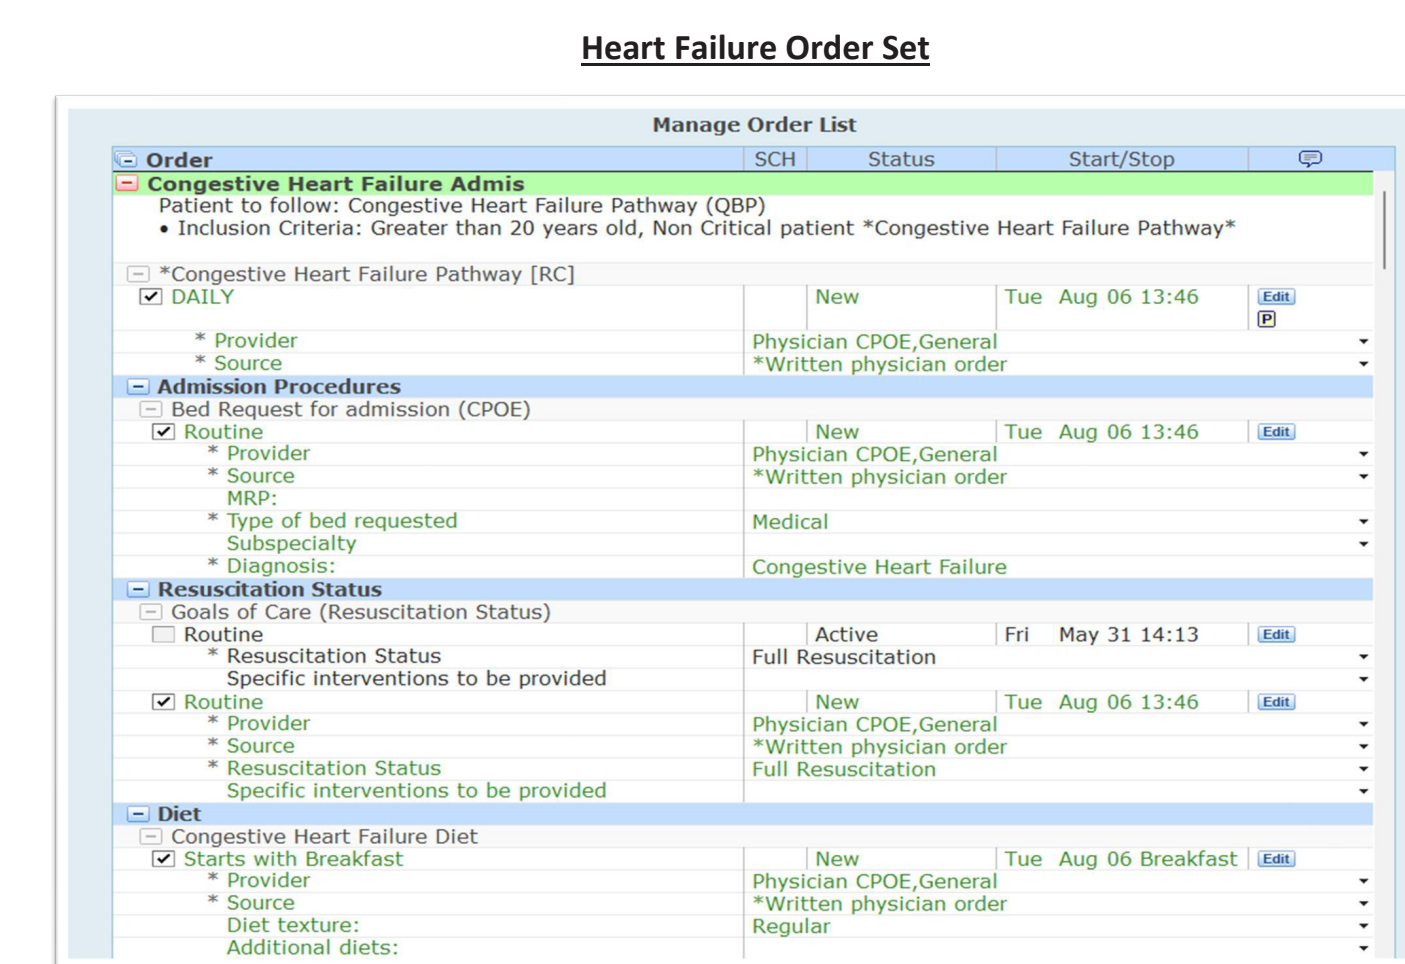 Heart Failure Order Set
Manage Order List
Order SCH Status Start/Stop
Congestive Heart Failure Admis
Patient to follow: Congestive Heart Failure Pathway (QBP)
• Inclusion Criteria: Greater than 20 years old, Non Critical patient *Congestive Heart Failure Pathway*
*Congestive Heart Failure Pathway [RC]
DAILY New Tue Aug 06 13:46 Edit
P
* Provider Physician CPOE,General
* Source *Written physician order
Admission Procedures
Bed Request for admission (CPOE)
Routine New Tue Aug 06 13:46 Edit
* Provider Physician CPOE,General
* Source *Written physician order
MRP:
* Type of bed requested Medical
Subspecialty
* Diagnosis: Congestive Heart Failure
Resuscitation Status
Goals of Care (Resuscitation Status)
Routine Active Fri May 31 14:13 Edit
* Resuscitation Status Full Resuscitation
Specific interventions to be provided
Routine New Tue Aug 06 13:46 Edit
* Provider Physician CPOE,General
* Source *Written physician order
* Resuscitation Status Full Resuscitation
Specific interventions to be provided
Diet
Congestive Heart Failure Diet
Starts with Breakfast New Tue Aug 06 Breakfast Edit
* Provider Physician CPOE,General
* Source *Written physician order
Diet texture: Regular
Additional diets: